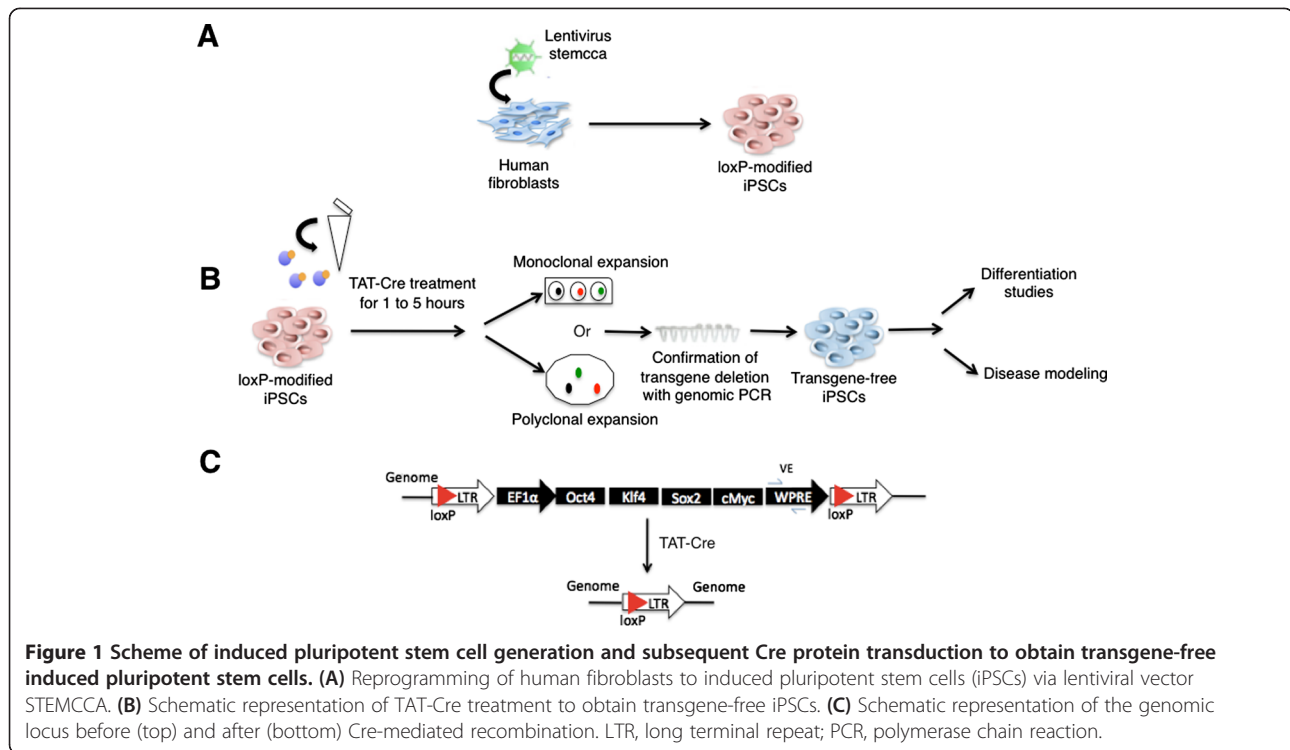 A
Lentivirus
stemcca
Human
fibroblasts
loxP-modified
iPSCs
B
TAT-Cre treatment
for 1 to 5 hours
loxP-modified
iPSCs
Monoclonal expansion
Or
Polyclonal expansion
Confirmation of
transgene deletion
with genomic PCR
Transgene-free
iPSCs
Differentiation
studies
Disease modeling
C
VE
Genome
LTR EF1α Oct4 Klf4 Sox2 cMyc WPRE LTR
loxP loxP
TAT-Cre
Genome Genome
LTR
loxP
Figure 1 Scheme of induced pluripotent stem cell generation and subsequent Cre protein transduction to obtain transgene-free
induced pluripotent stem cells. (A) Reprogramming of human fibroblasts to induced pluripotent stem cells (iPSCs) via lentiviral vector
STEMCCA. (B) Schematic representation of TAT-Cre treatment to obtain transgene-free iPSCs. (C) Schematic representation of the genomic
locus before (top) and after (bottom) Cre-mediated recombination. LTR, long terminal repeat; PCR, polymerase chain reaction.